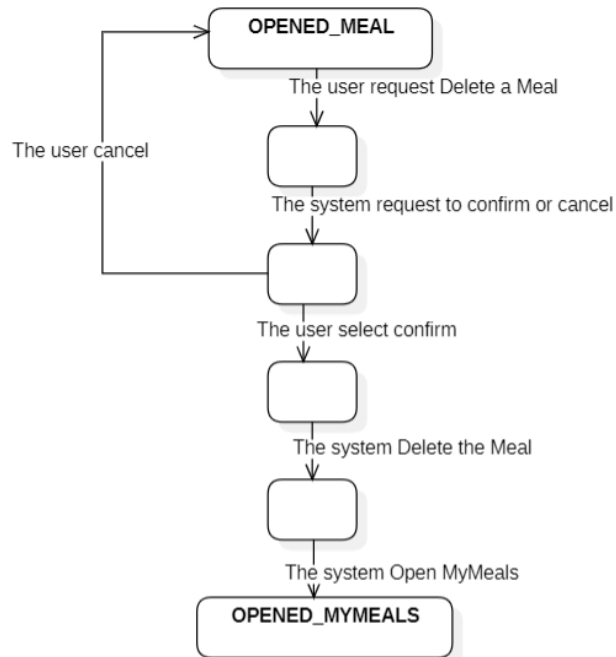 OPENED_MEAL
The user request Delete a Meal
The user cancel
The system request to confirm or cancel
The user select confirm
The system Delete the Meal
The system Open MyMeals
OPENED_MYMEALS